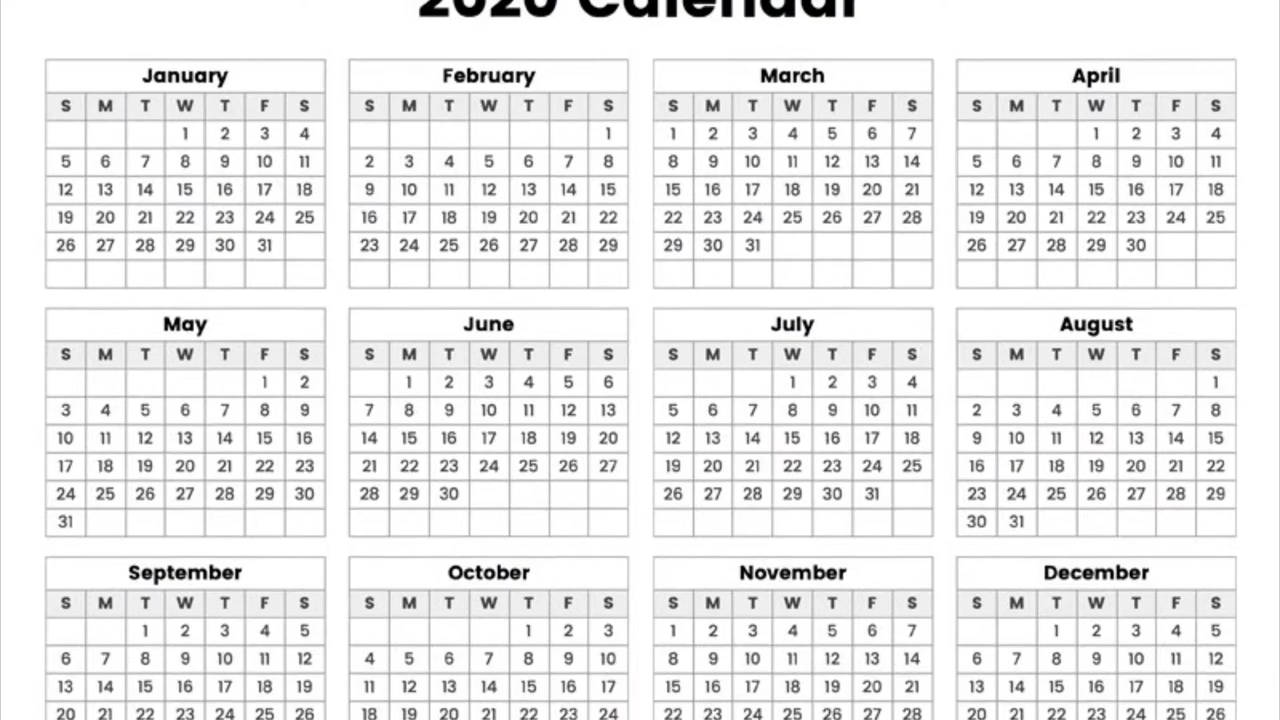 2020 Calendar
January February March April
S M T W T F S S M T W T F S S M T W T F S S M T W T F S
1 2 3 4 1 1 2 3 4 5 6 7 1 2 3 4
5 6 7 8 9 10 11 2 3 4 5 6 7 8 8 9 10 11 12 13 14 5 6 7 8 9 10 11
12 13 14 15 16 17 18 9 10 11 12 13 14 15 15 16 17 18 19 20 21 12 13 14 15 16 17 18
19 20 21 22 23 24 25 16 17 18 19 20 21 22 22 23 24 25 26 27 28 19 20 21 22 23 24 25
26 27 28 29 30 31 23 24 25 26 27 28 29 29 30 31 26 27 28 29 30
May June July August
S M T W T F S S M T W T F S S M T W T F S S M T W T F S
1 2 1 2 3 4 5 6 1 2 3 4 1
3 4 5 6 7 8 9 7 8 9 10 11 12 13 5 6 7 8 9 10 11 2 3 4 5 6 7 8
10 11 12 13 14 15 16 14 15 16 17 18 19 20 12 13 14 15 16 17 18 9 10 11 12 13 14 15
17 18 19 20 21 22 23 21 22 23 24 25 26 27 19 20 21 22 23 24 25 16 17 18 19 20 21 22
24 25 26 27 28 29 30 28 29 30 26 27 28 29 30 31 23 24 25 26 27 28 29
31 30 31
September October November December
S M T W T F S S M T W T F S S M T W T F S S M T W T F S
1 2 3 4 5 1 2 3 1 2 3 4 5 6 7 1 2 3 4 5
6 7 8 9 10 11 12 4 5 6 7 8 9 10 8 9 10 11 12 13 14 6 7 8 9 10 11 12
13 14 15 16 17 18 19 11 12 13 14 15 16 17 15 16 17 18 19 20 21 13 14 15 16 17 18 19
20 21 22 23 24 25 26 18 19 20 21 22 23 24 22 23 24 25 26 27 28 20 21 22 23 24 25 26